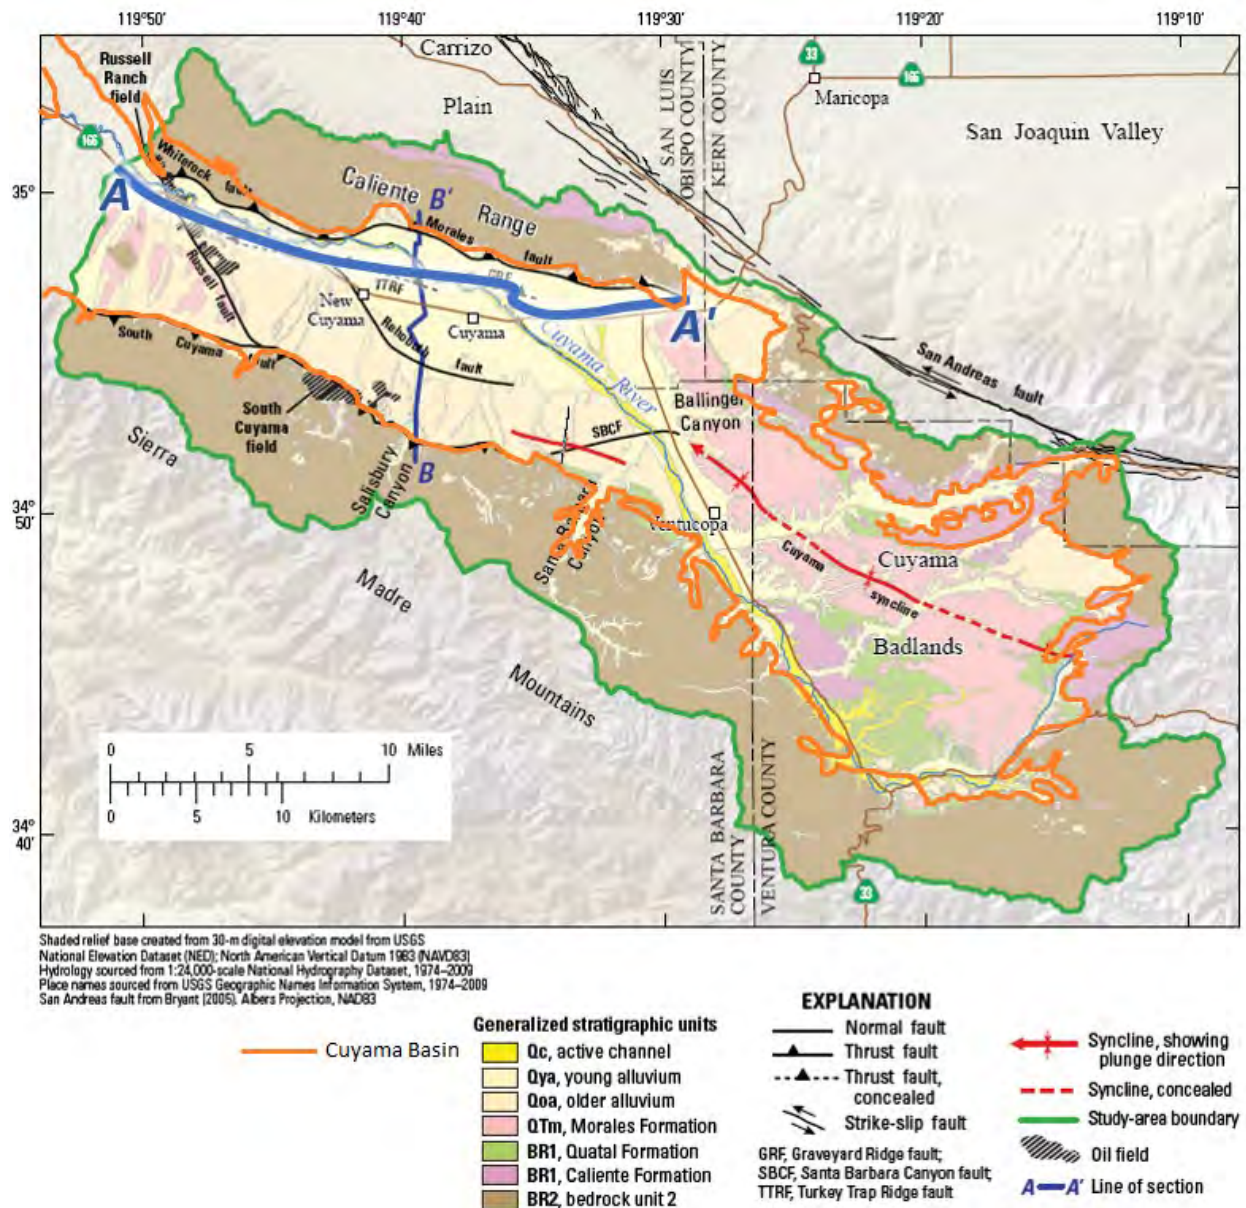 119°50' 119°40' 119°30' 119°20' 119°10'
Russell
Ranch
field
Carrizo
Plain
SAN LUIS
OBISPO COUNTY
KERN COUNTY
33
166
Maricopa
San Joaquin Valley
166
35°
Whiterock fault
Caliente Range
A
B'
Morales fault
Russell fault
TTRF
GRF
New
Cuyama
Cuyama
Rehoboth fault
Cuyama River
A'
San Andreas fault
South Cuyama fault
South
Cuyama
field
Ballinger
Canyon
SBCF
Sierra
Salisbury
Canyon
B
34°
50'
Santa Barbara
Canyon
Ventucopa
Cuyama syncline
Cuyama
Badlands
Madre
Mountains
0 5 10 Miles
0 5 10 Kilometers
34°
40'
SANTA BARBARA
COUNTY
VENTURA COUNTY
33
Shaded relief base created from 30-m digital elevation model from USGS
National Elevation Dataset (NED); North American Vertical Datum 1983 (NAVD83)
Hydrology sourced from 1:24,000-scale National Hydrography Dataset, 1974–2009
Place names sourced from USGS Geographic Names Information System, 1974–2009
San Andreas fault from Bryant (2005). Albers Projection, NAD83
Cuyama Basin
Generalized stratigraphic units
Qc, active channel
Qya, young alluvium
Qoa, older alluvium
QTm, Morales Formation
BR1, Quatal Formation
BR1, Caliente Formation
BR2, bedrock unit 2
EXPLANATION
Normal fault
Thrust fault
Thrust fault,
concealed
Strike-slip fault
GRF, Graveyard Ridge fault;
SBCF, Santa Barbara Canyon fault;
TTRF, Turkey Trap Ridge fault
Syncline, showing
plunge direction
Syncline, concealed
Study-area boundary
Oil field
A A' Line of section